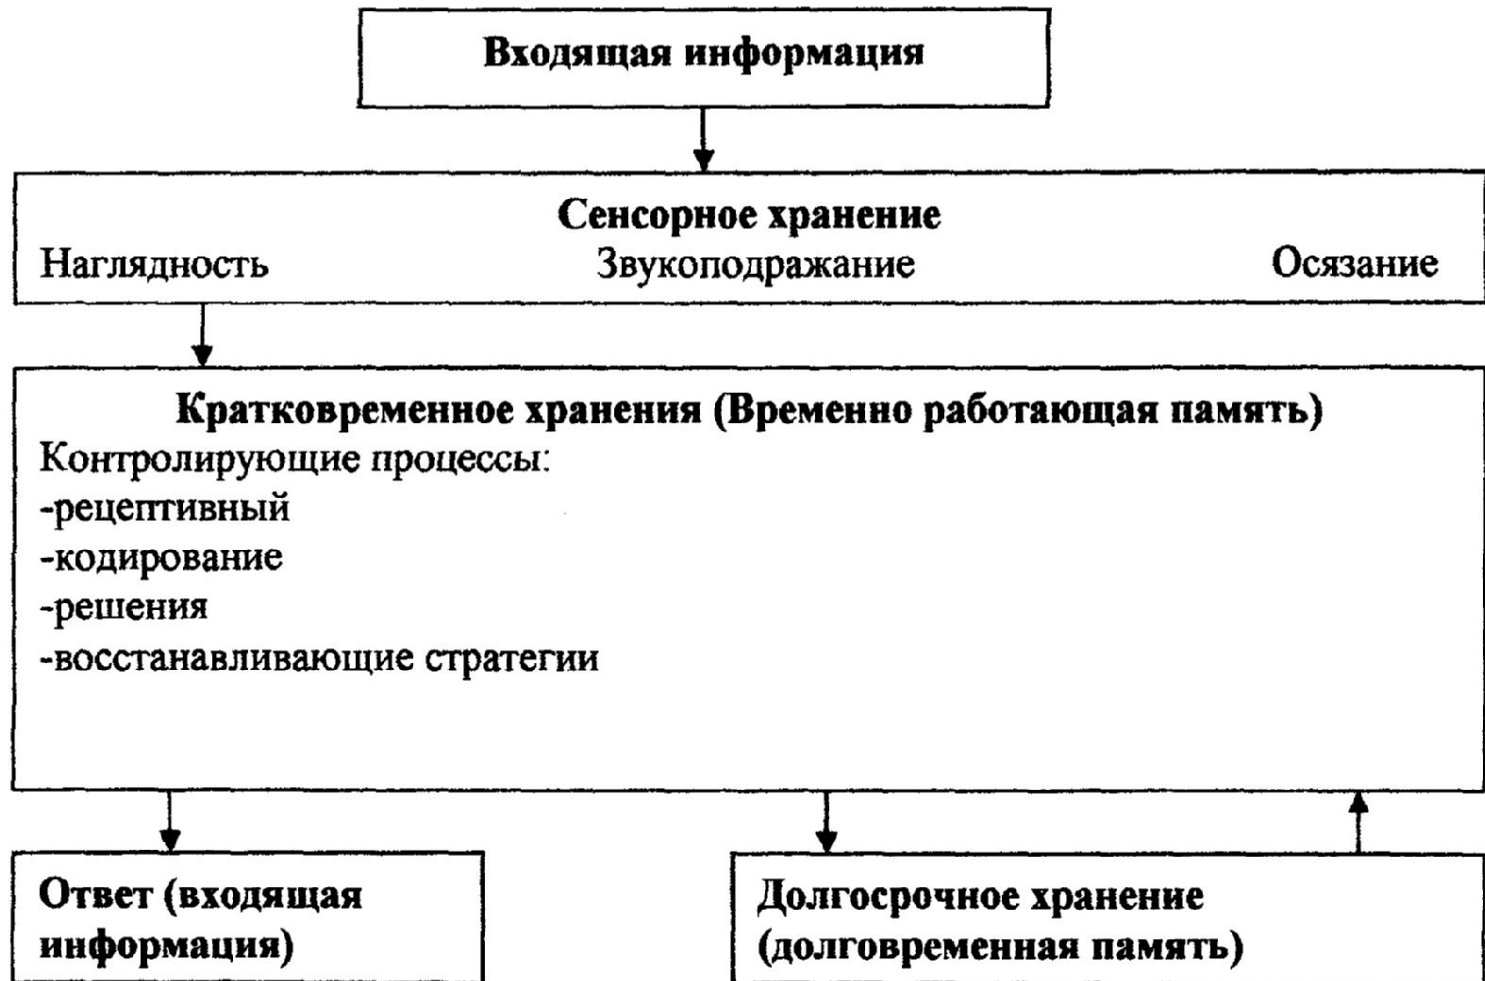 Входящая информация
Сенсорное хранение
Наглядность Звукоподражание Осязание
Кратковременное хранения (Временно работающая память)
Контролирующие процессы:
-рецептивный
-кодирование
-решения
-восстанавливающие стратегии
Ответ (входящая
информация)
Долгосрочное хранение
(долговременная память)